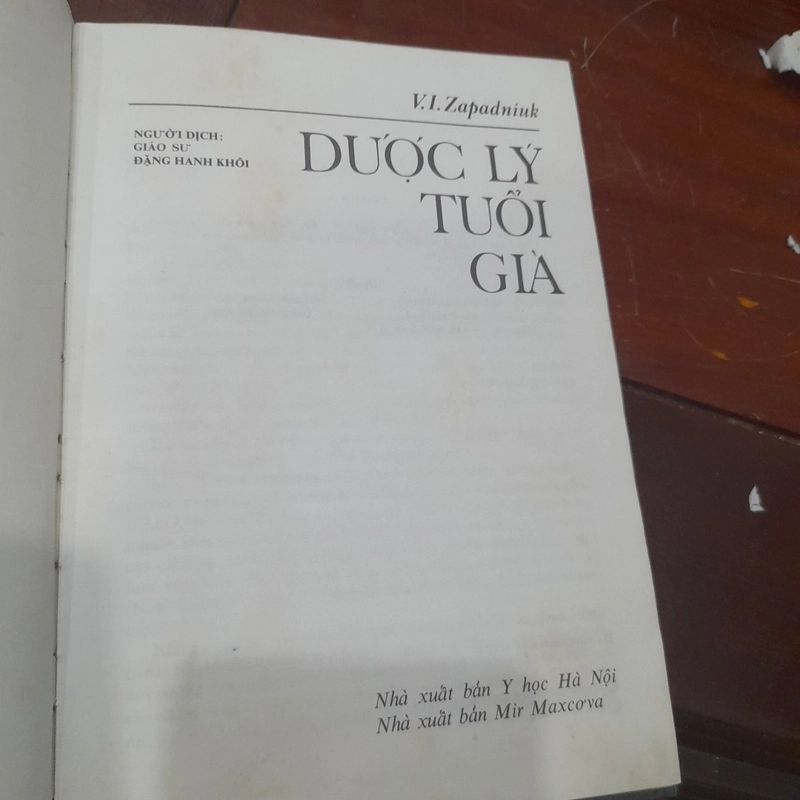 V.I.Zapadniuk
NGƯỜI DỊCH:
GIÁO SƯ
ĐẶNG HANH KHÔI
DƯỢC LÝ
TUỔI
GIÀ
Nhà xuất bản Y học Hà Nội
Nhà xuất bản Mir Maxcơva